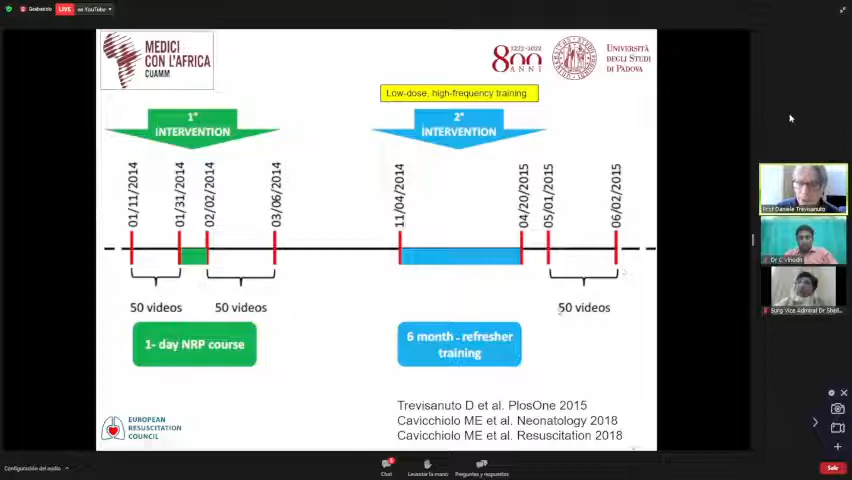 Grabando
LIVE
en YouTube
MEDICI
CON L'AFRICA
CUAMM
1222-2022
800
ANNI
UNIVERSITÀ
DEGLI STUDI
DI PADOVA
Low-dose, high-frequency training
1°
INTERVENTION
2°
INTERVENTION
01/11/2014
01/31/2014
02/02/2014
03/06/2014
11/04/2014
04/20/2015
05/01/2015
06/02/2015
50 videos
50 videos
50 videos
1- day NRP course
6 month - refresher
training
Trevisanuto D et al. PlosOne 2015
Cavicchiolo ME et al. Neonatology 2018
Cavicchiolo ME et al. Resuscitation 2018
EUROPEAN
RESUSCITATION
COUNCIL
Prof Daniele Trevisanuto
Dr C Vinodh
Surg Vice Admiral Dr Sheil...
Configuración del audio
Chat
Levantar la mano
Preguntas y respuestas
Salir